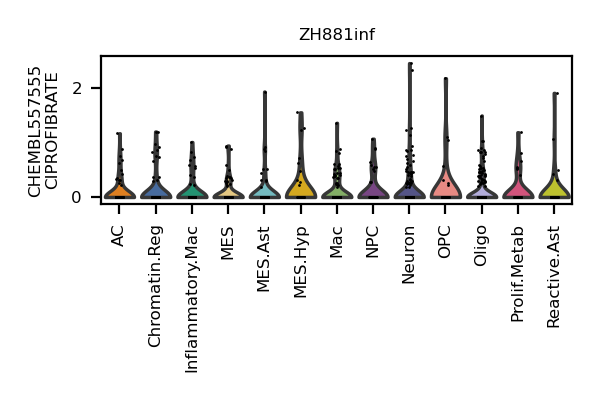 ZH881inf
CHEMBL557555
CIPROFIBRATE
2
0
AC
Chromatin.Reg
Inflammatory.Mac
MES
MES.Ast
MES.Hyp
Mac
NPC
Neuron
OPC
Oligo
Prolif.Metab
Reactive.Ast